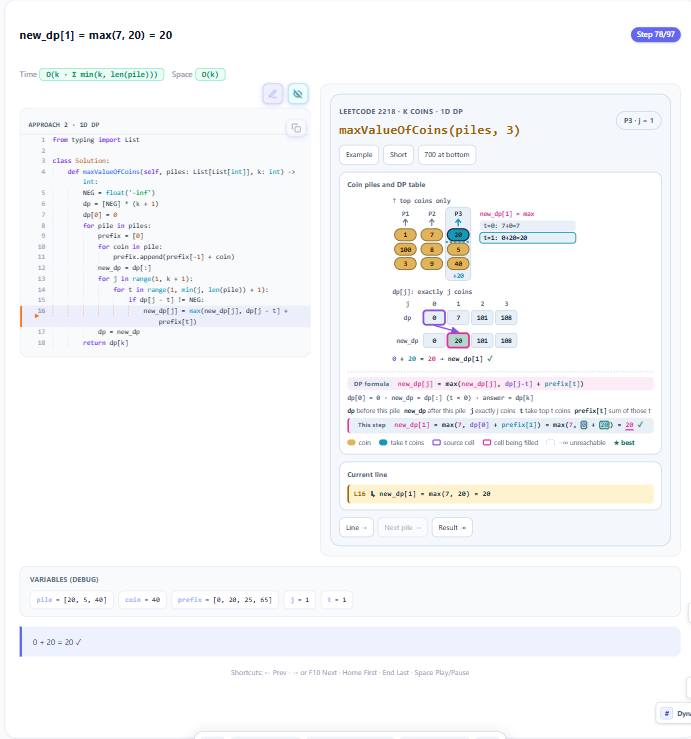 new_dp[1] = max(7, 20) = 20
Step 78/97
Time O(k · Σ min(k, len(pile))) Space O(k)
APPROACH 2 · 1D DP
1 from typing import List
2
3 class Solution:
4 def maxValueOfCoins(self, piles: List[List[int]], k: int) ->
int:
5 NEG = float('-inf')
6 dp = [NEG] * (k + 1)
7 dp[0] = 0
8 for pile in piles:
9 prefix = [0]
10 for coin in pile:
11 prefix.append(prefix[-1] + coin)
12 new_dp = dp[:]
13 for j in range(1, k + 1):
14 for t in range(1, min(j, len(pile)) + 1):
15 if dp[j - t] != NEG:
16 new_dp[j] = max(new_dp[j], dp[j - t] +
prefix[t])
17 dp = new_dp
18 return dp[k]
LEETCODE 2218 · K COINS · 1D DP
P3 · j = 1
maxValueOfCoins(piles, 3)
Example Short 700 at bottom
Coin piles and DP table
↑ top coins only
P1 P2 P3
new_dp[1] = max
t=0: 7+0=7
t=1: 0+20=20
1 7 20
100 8 5
3 9 40
+20
dp[j]: exactly j coins
j 0 1 2 3
dp 0 7 101 108
new_dp 0 20 101 108
0 + 20 = 20 → new_dp[1] ✓
DP formula new_dp[j] = max(new_dp[j], dp[j-t] + prefix[t])
dp[0] = 0 · new_dp = dp[:] (t = 0) · answer = dp[k]
dp before this pile new_dp after this pile j exactly j coins t take top t coins prefix[t] sum of those t
This step new_dp[1] = max(7, dp[0] + prefix[1]) = max(7, 0 + 20) = 20 ✓
coin take t coins source cell cell being filled -∞ unreachable ★ best
Current line
L16 new_dp[1] = max(7, 20) = 20
Line → Next pile → Result ↠
VARIABLES (DEBUG)
pile = [20, 5, 40] coin = 40 prefix = [0, 20, 25, 65] j = 1 t = 1
0 + 20 = 20 ✓
Shortcuts: ← Prev · → or F10 Next · Home First · End Last · Space Play/Pause